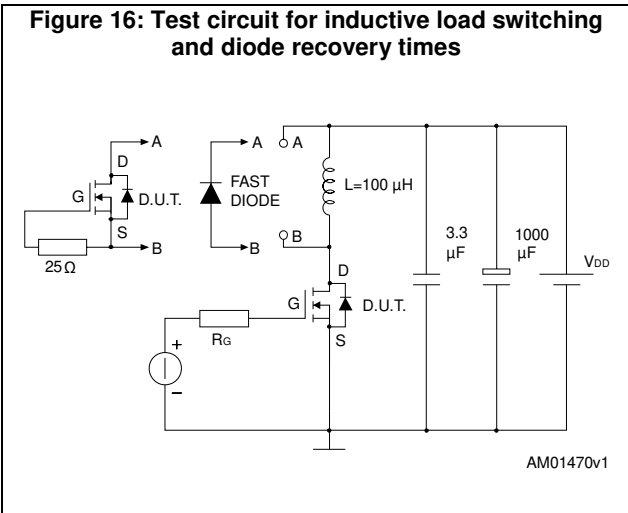 Figure 16: Test circuit for inductive load switching
and diode recovery times
A
D
G
D.U.T.
S
B
25Ω
A
FAST
DIODE
B
A
B
L=100 µH
3.3
µF
1000
µF
VDD
D
G
D.U.T.
S
RG
+
−
AM01470v1